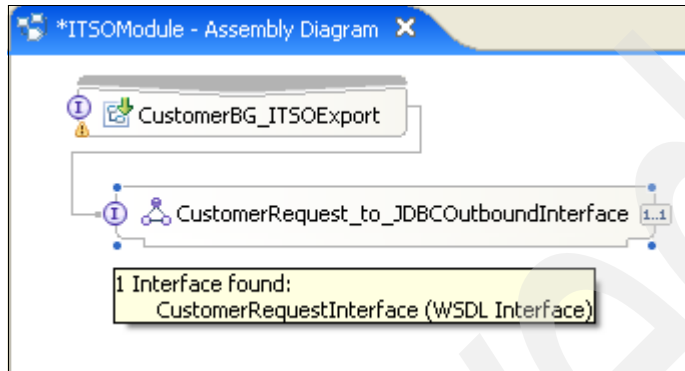 *ITSOModule - Assembly Diagram
I CustomerBG_ITSOExport
I CustomerRequest_to_JDBCOutboundInterface 1..1
1 Interface found:
CustomerRequestInterface (WSDL Interface)